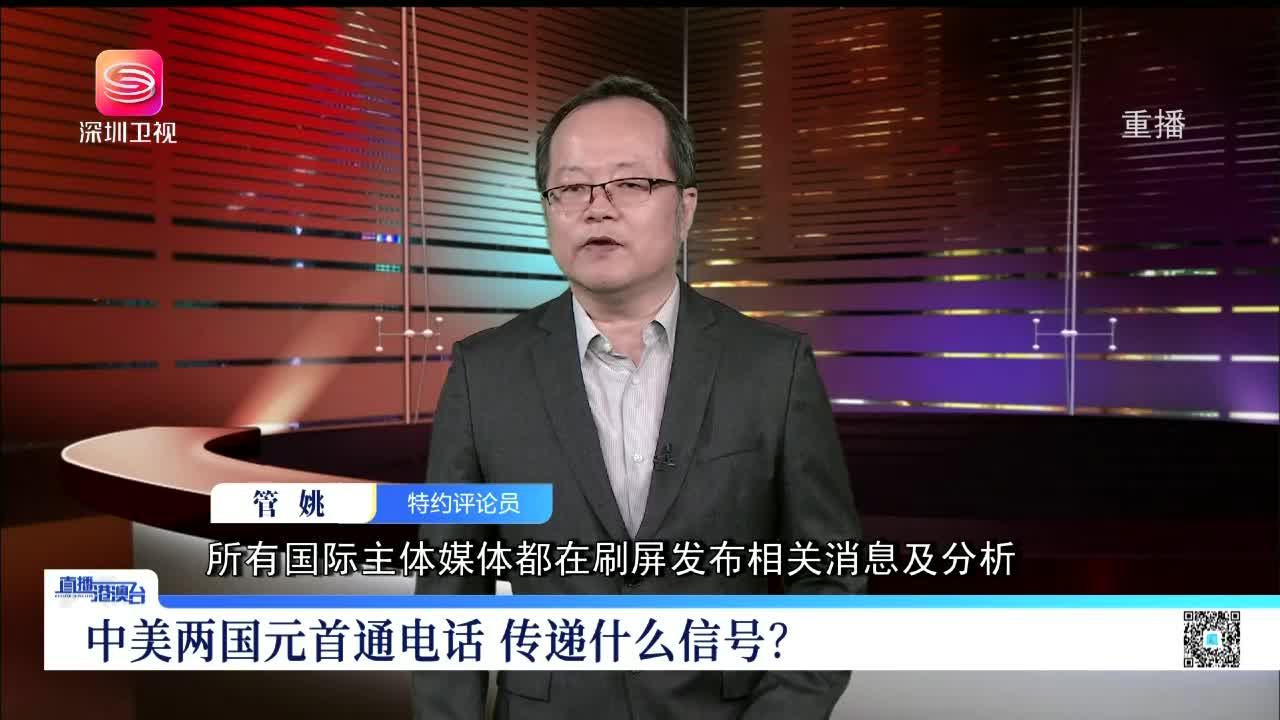 深圳卫视
重播
管姚
特约评论员
所有国际主体媒体都在刷屏发布相关消息及分析
直播港澳台
中美两国元首通电话 传递什么信号?